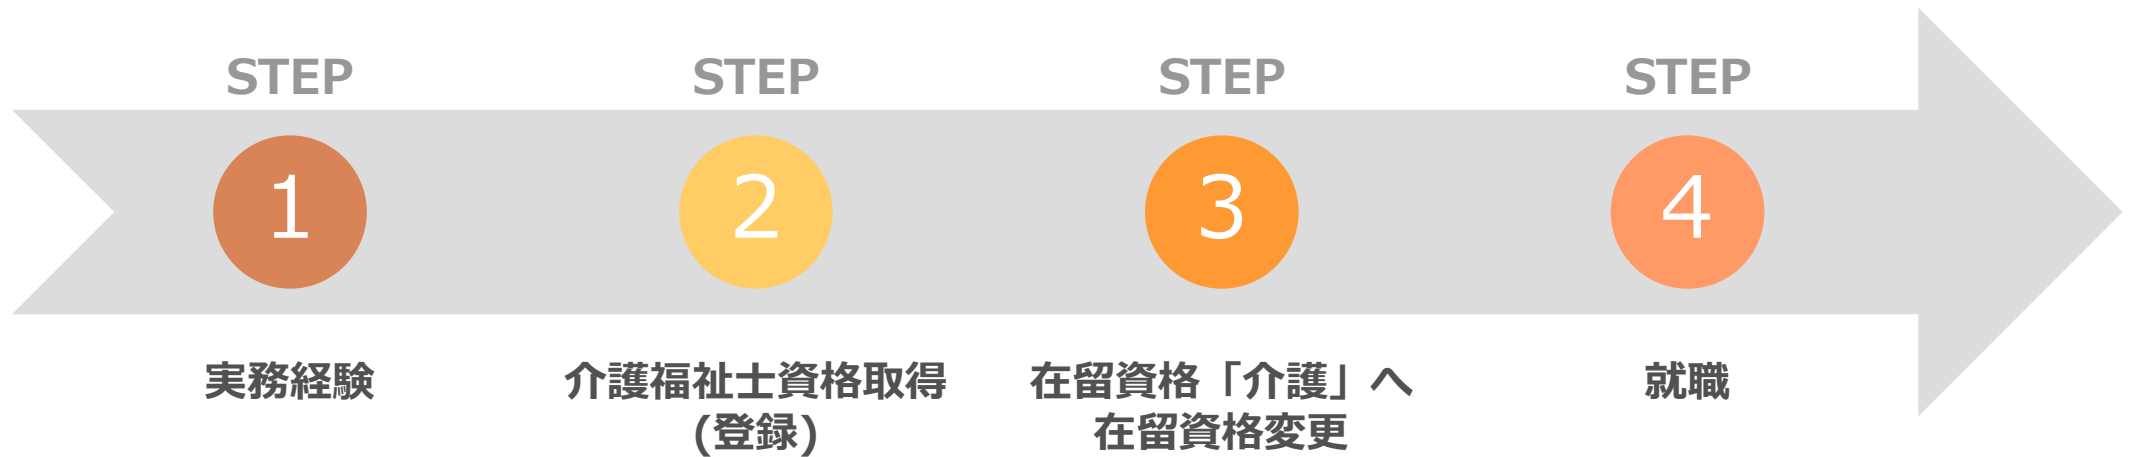 STEP
1
実務経験
STEP
2
介護福祉士資格取得
(登録)
STEP
3
在留資格「介護」へ
在留資格変更
STEP
4
就職